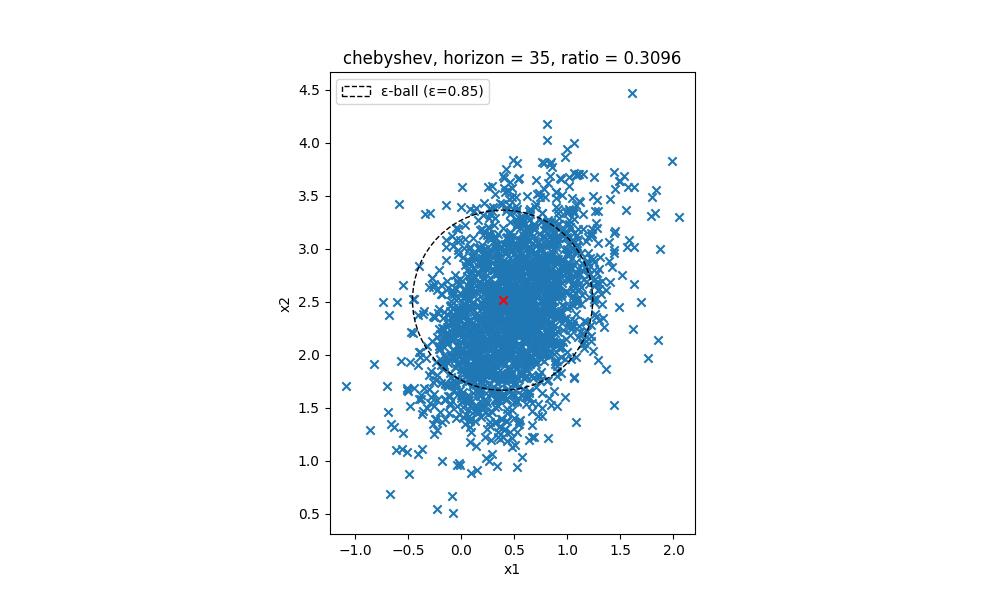 chebyshev, horizon = 35, ratio = 0.3096
ε-ball (ε=0.85)
4.5
4.0
3.5
3.0
2.5
2.0
1.5
1.0
0.5
x2
−1.0 −0.5 0.0 0.5 1.0 1.5 2.0
x1